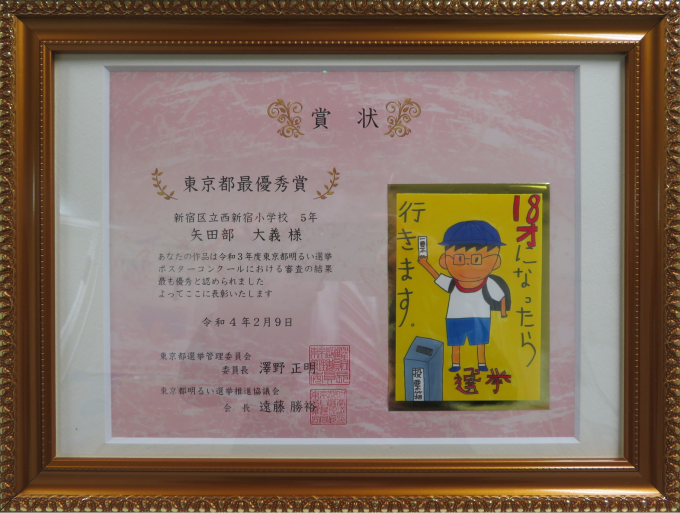 賞 状
東京都最優秀賞
新宿区立西新宿小学校 5年
矢田部 大義 様
あなたの作品は令和3年度東京都明るい選挙
ポスターコンクールにおける審査の結果
最も優秀と認められました
よってここに表彰いたします
令和4年2月9日
東京都選挙管理委員会
委員長 澤野 正明
東京都明るい選挙推進協議会
会 長 遠藤 勝裕
18才になったら
行きます.
投票箱
選挙